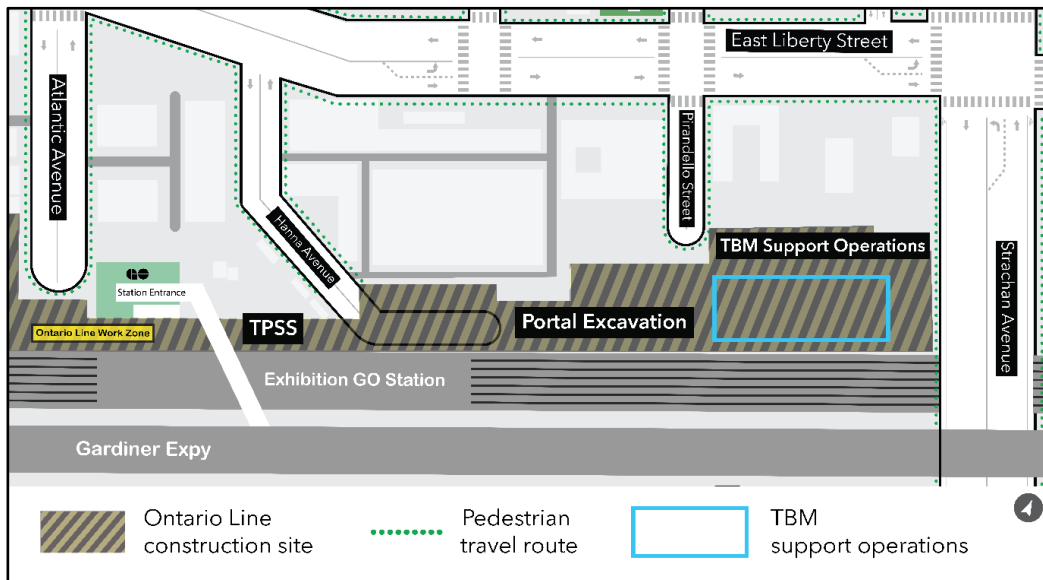 East Liberty Street
Atlantic Avenue
Pirandello Street
Hanna Avenue
TBM Support Operations
Strachan Avenue
GO
Station Entrance
Ontario Line Work Zone
TPSS
Portal Excavation
Exhibition GO Station
Gardiner Expy
Ontario Line
construction site
Pedestrian
travel route
TBM
support operations